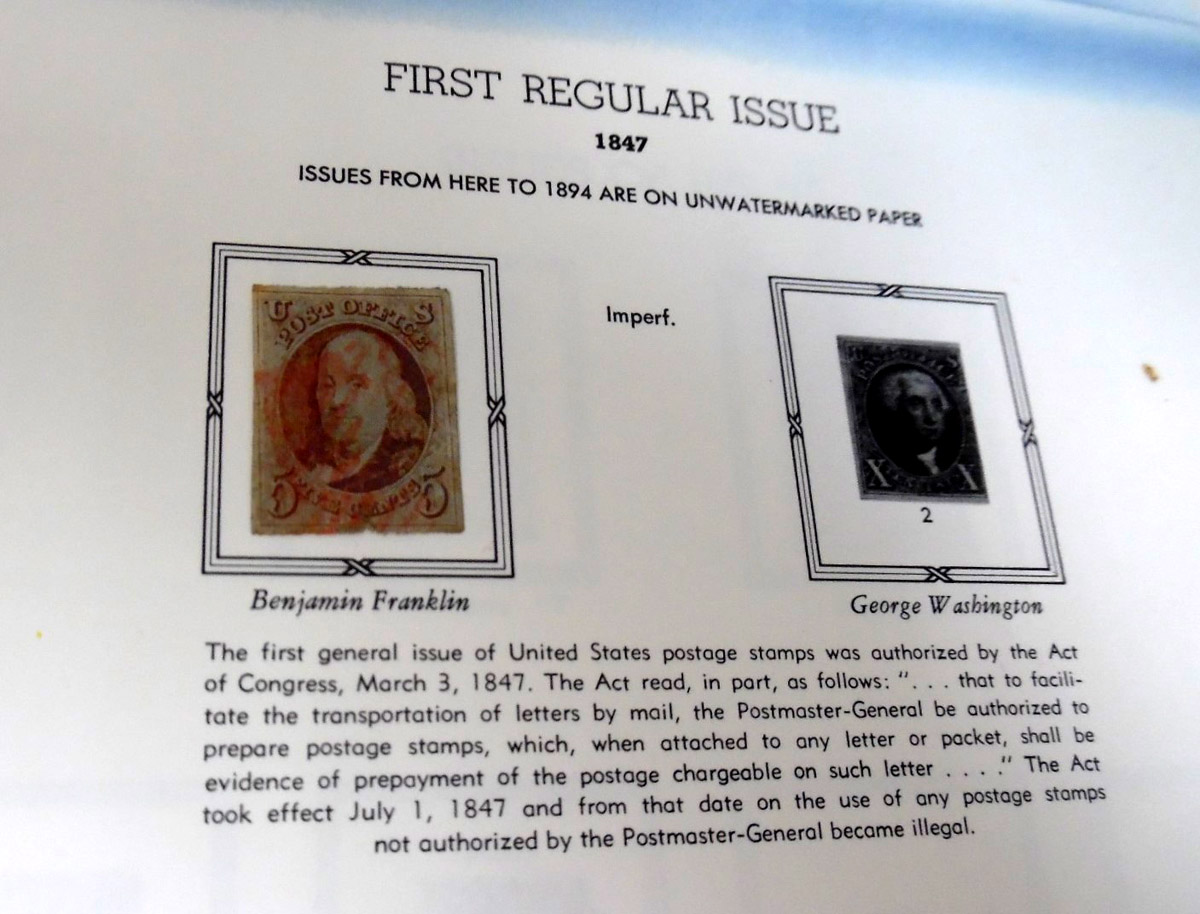 FIRST REGULAR ISSUE
1847
ISSUES FROM HERE TO 1894 ARE ON UNWATERMARKED PAPER
U S
POST OFFICE
5 FIVE CENTS 5
Imperf.
X X
2
Benjamin Franklin
George Washington
The first general issue of United States postage stamps was authorized by the Act
of Congress, March 3, 1847. The Act read, in part, as follows: ". . . that to facili-
tate the transportation of letters by mail, the Postmaster-General be authorized to
prepare postage stamps, which, when attached to any letter or packet, shall be
evidence of prepayment of the postage chargeable on such letter . . . ." The Act
took effect July 1, 1847 and from that date on the use of any postage stamps
not authorized by the Postmaster-General became illegal.